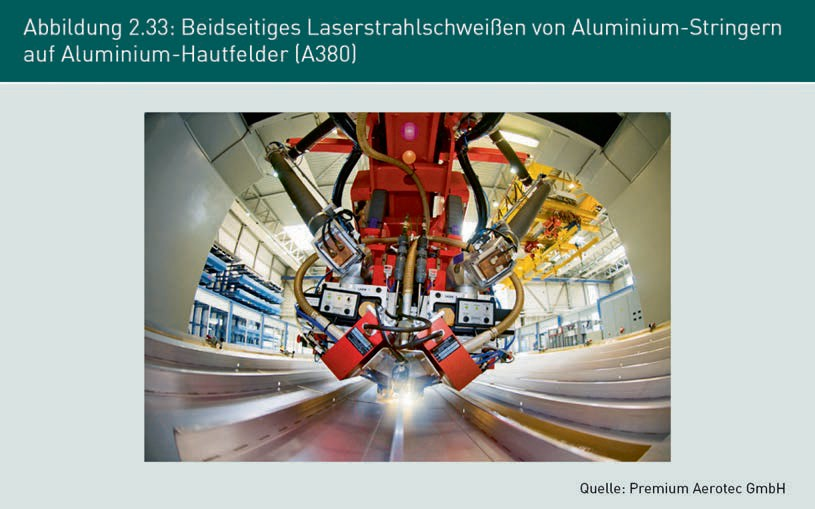 Abbildung 2.33: Beidseitiges Laserstrahlschweißen von Aluminium-Stringern
auf Aluminium-Hautfelder (A380)
Quelle: Premium Aerotec GmbH